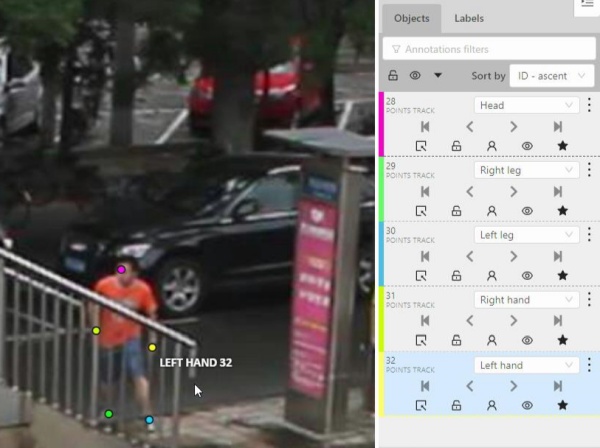 LEFT HAND 32
Objects
Labels
Annotations filters
Sort by
ID - ascent
28
POINTS TRACK
Head
29
POINTS TRACK
Right leg
30
POINTS TRACK
Left leg
31
POINTS TRACK
Right hand
32
POINTS TRACK
Left hand